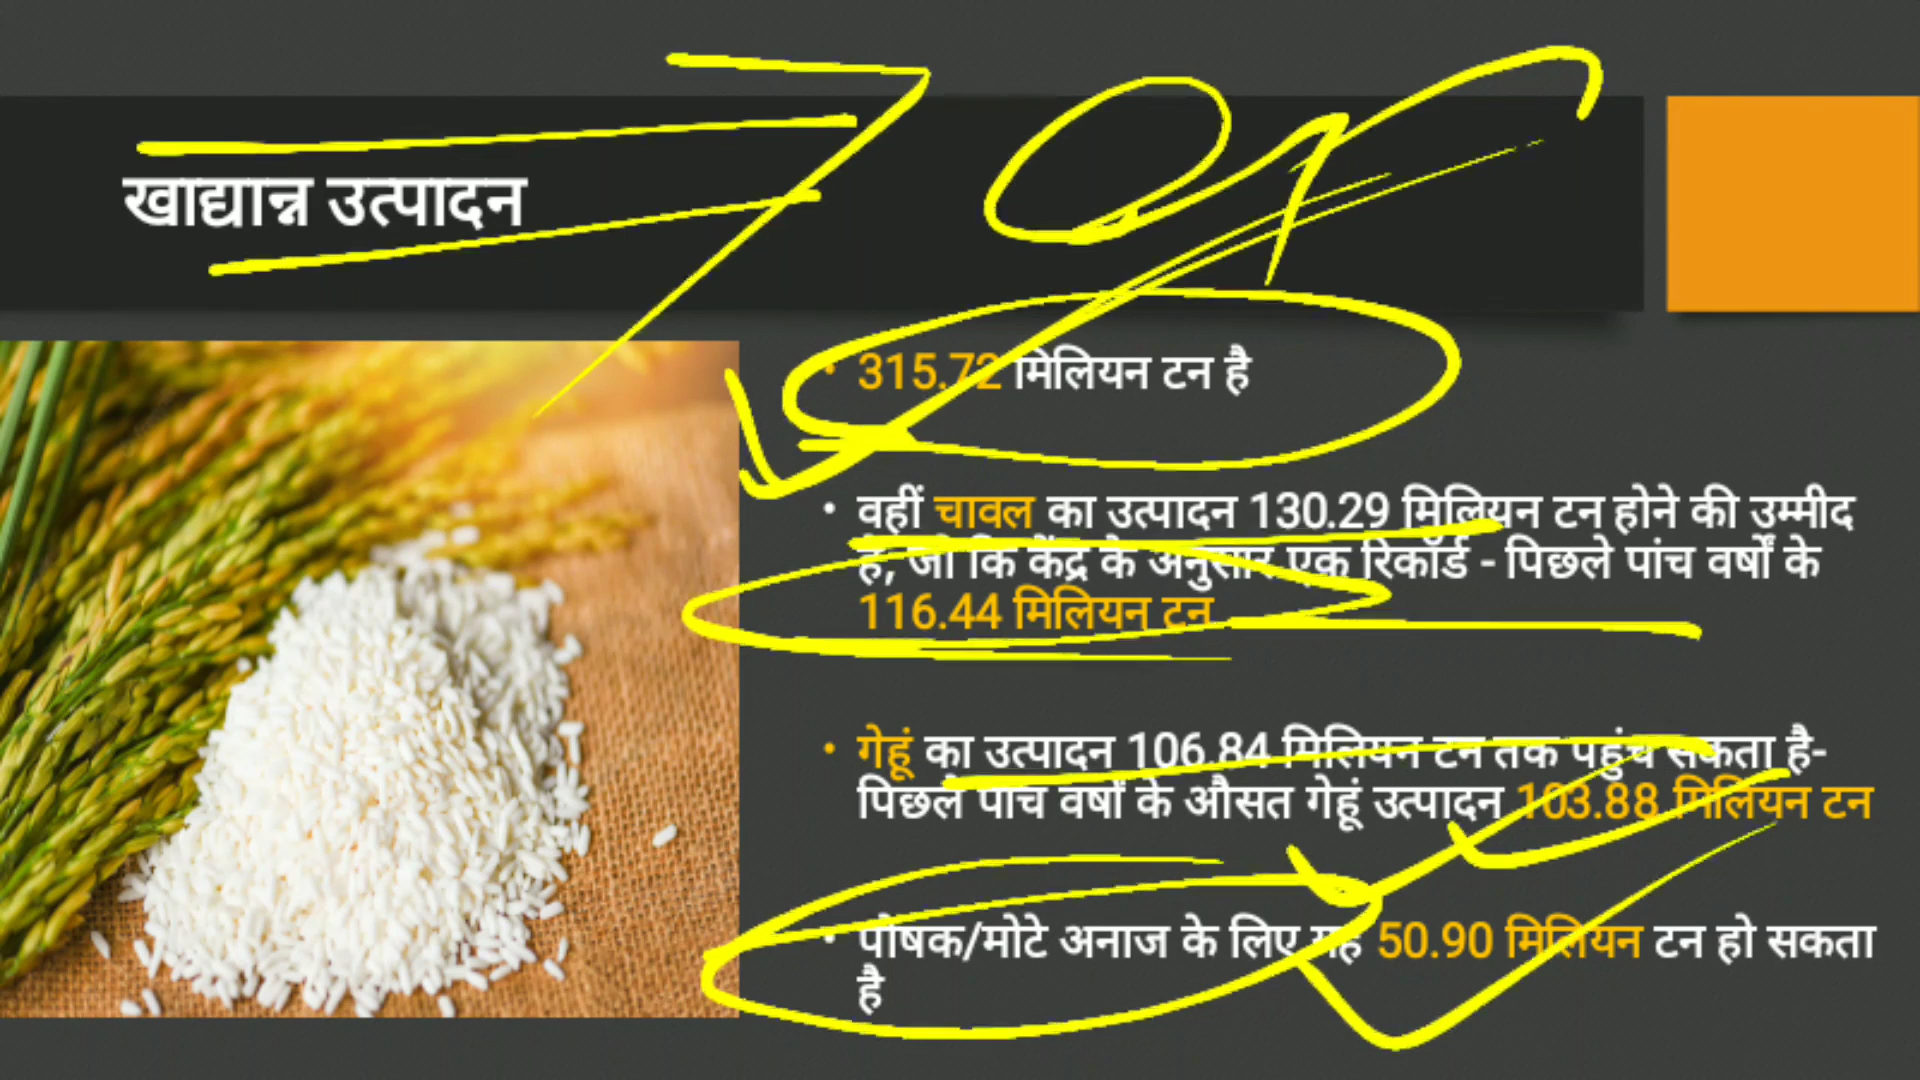 खाद्यान्न उत्पादन
• 315.72 मिलियन टन है
• वहीं चावल का उत्पादन 130.29 मिलियन टन होने की उम्मीद
है, जो कि केंद्र के अनुसार एक रिकॉर्ड - पिछले पांच वर्षों के
116.44 मिलियन टन
• गेहूं का उत्पादन 106.84 मिलियन टन तक पहुंच सकता है-
पिछले पांच वर्षों के औसत गेहूं उत्पादन 103.88 मिलियन टन
• पोषक/मोटे अनाज के लिए यह 50.90 मिलियन टन हो सकता
है